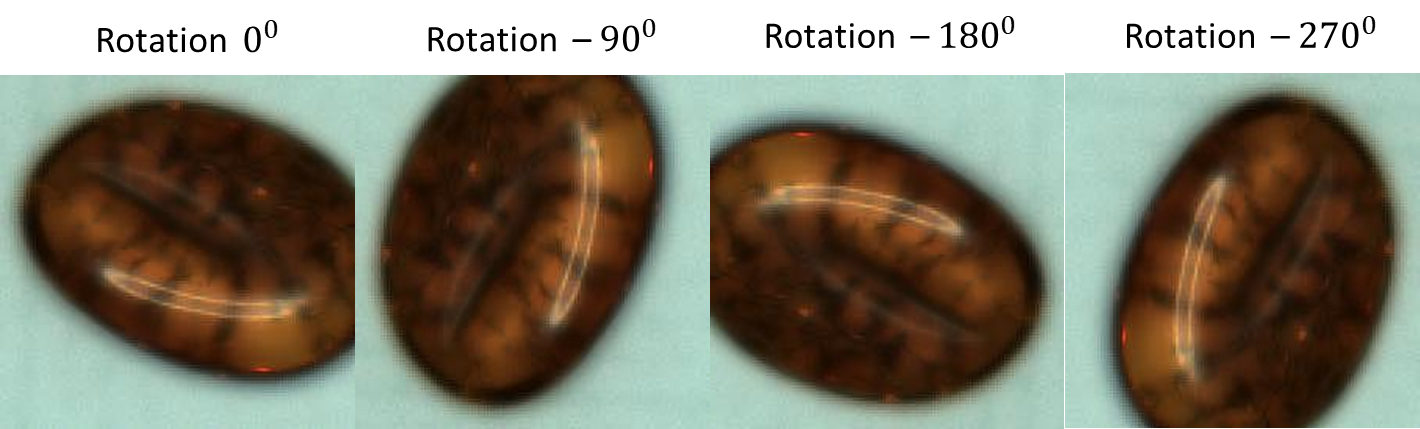 Rotation 0⁰
Rotation − 90⁰
Rotation − 180⁰
Rotation − 270⁰